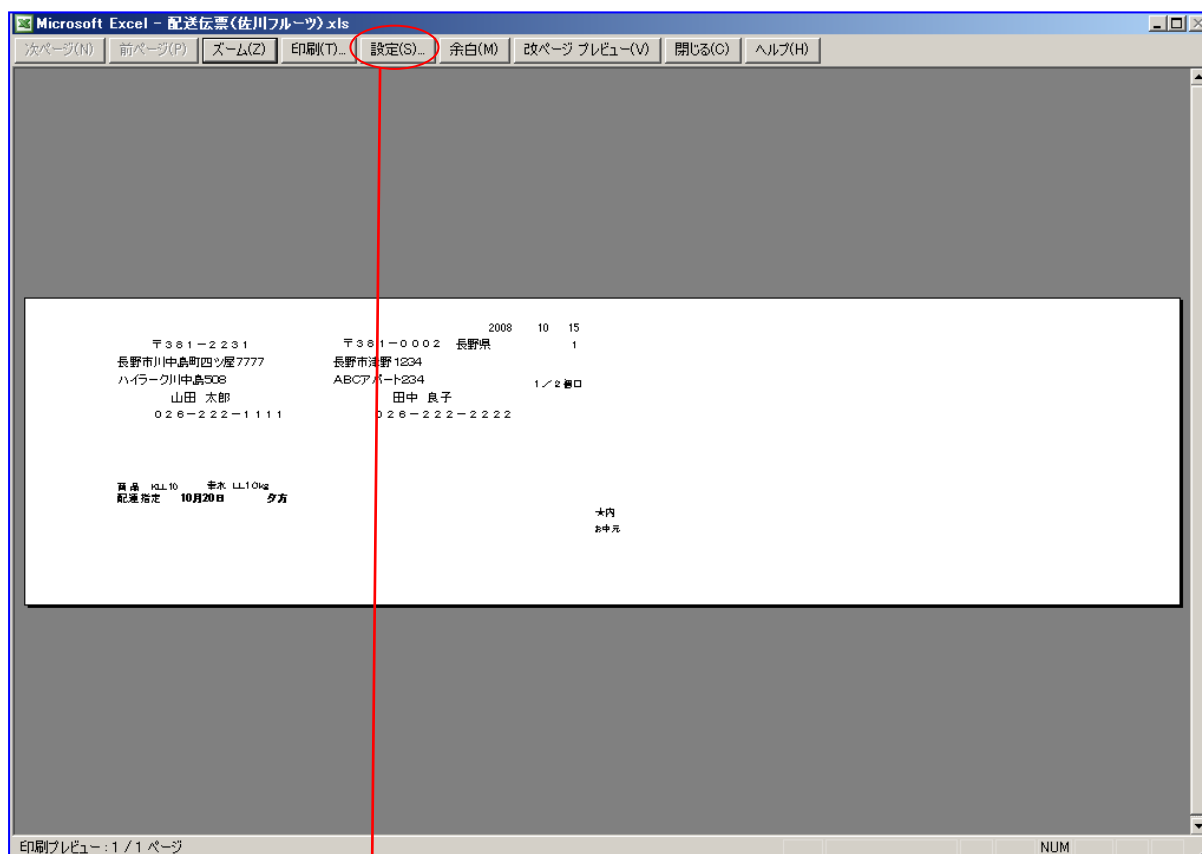 Microsoft Excel - 配送伝票(佐川フルーツ).xls
次ページ(N) 前ページ(P) ズーム(Z) 印刷(T)... 設定(S)... 余白(M) 改ページ プレビュー(V) 閉じる(C) ヘルプ(H)
2008 10 15
〒381-2231 〒381-0002 長野県 1
長野市川中島町四ツ屋7777 長野市津野1234
ハイラーク川中島508 ABCアパート234
1/2個口
山田 太郎 田中 良子
026-222-1111 026-222-2222
商品 KLL10 幸水 LL10kg
配達指定 10月20日 夕方
★内
お中元
印刷プレビュー : 1 / 1 ページ NUM